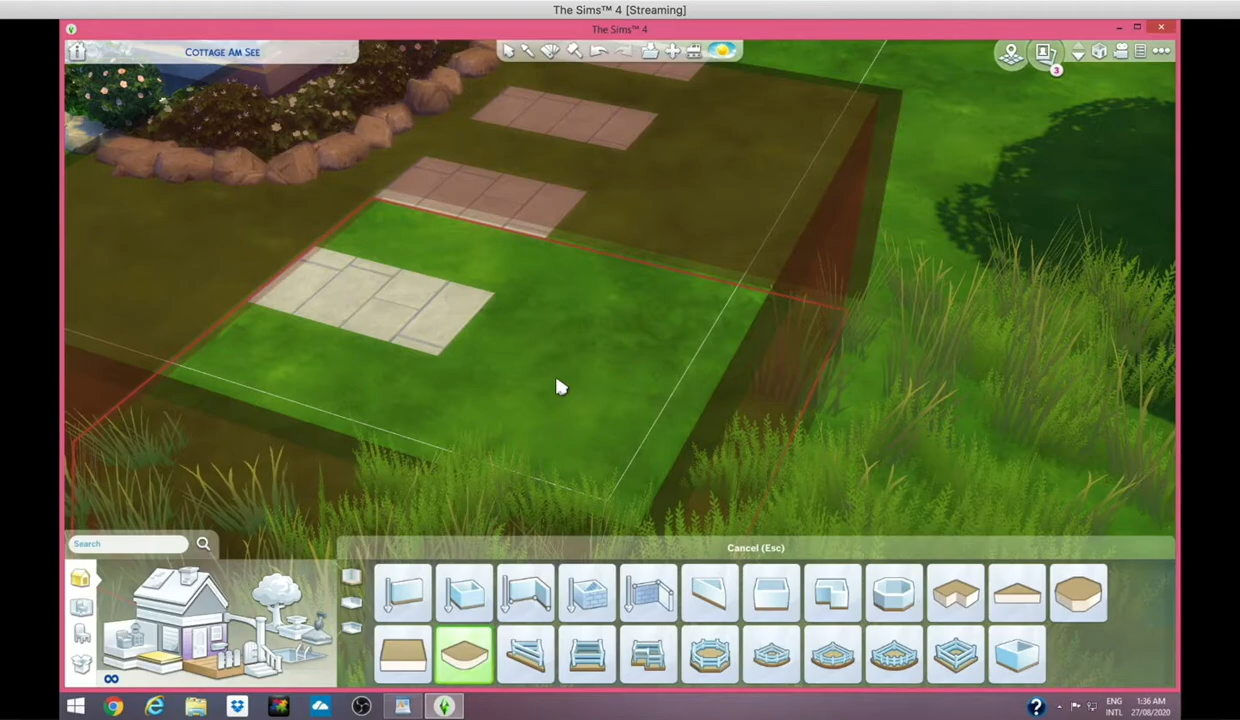 The Sims™ 4 [Streaming]
The Sims™ 4
COTTAGE AM SEE
3
Cancel (Esc)
Search
∞
ENG
INTL
1:36 AM
27/08/2020